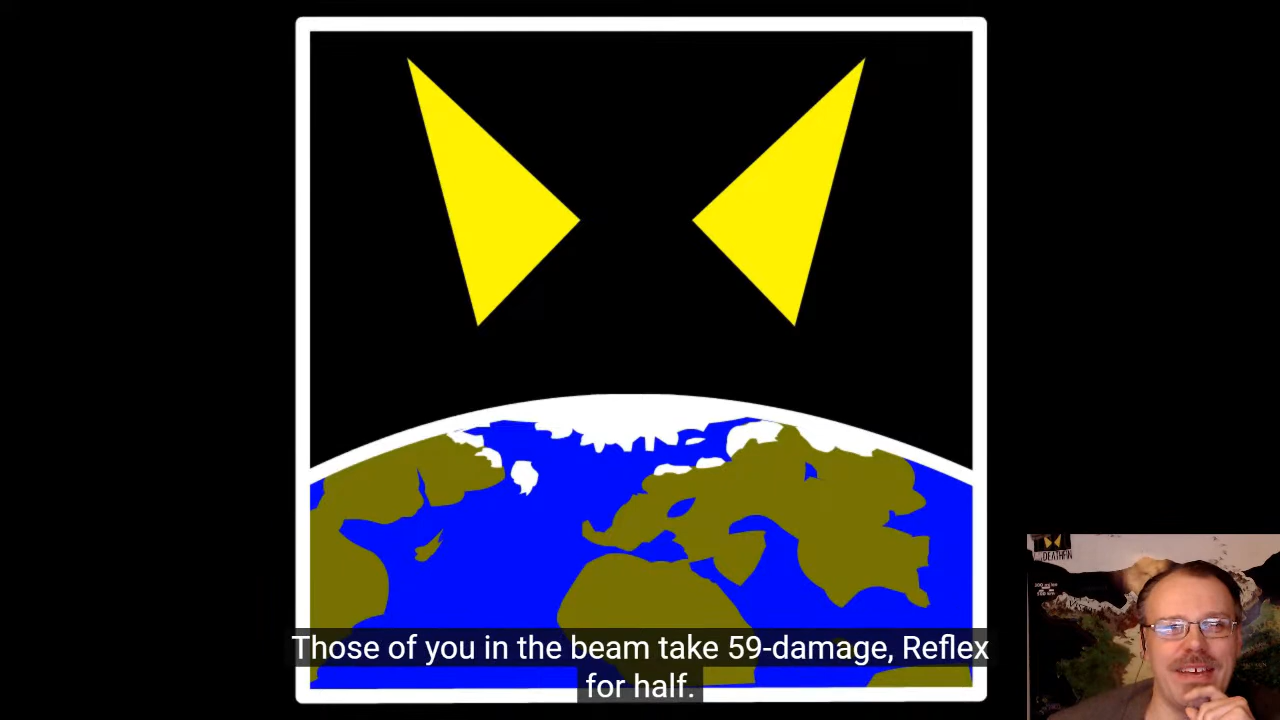 Those of you in the beam take 59-damage, Reflex
for half.